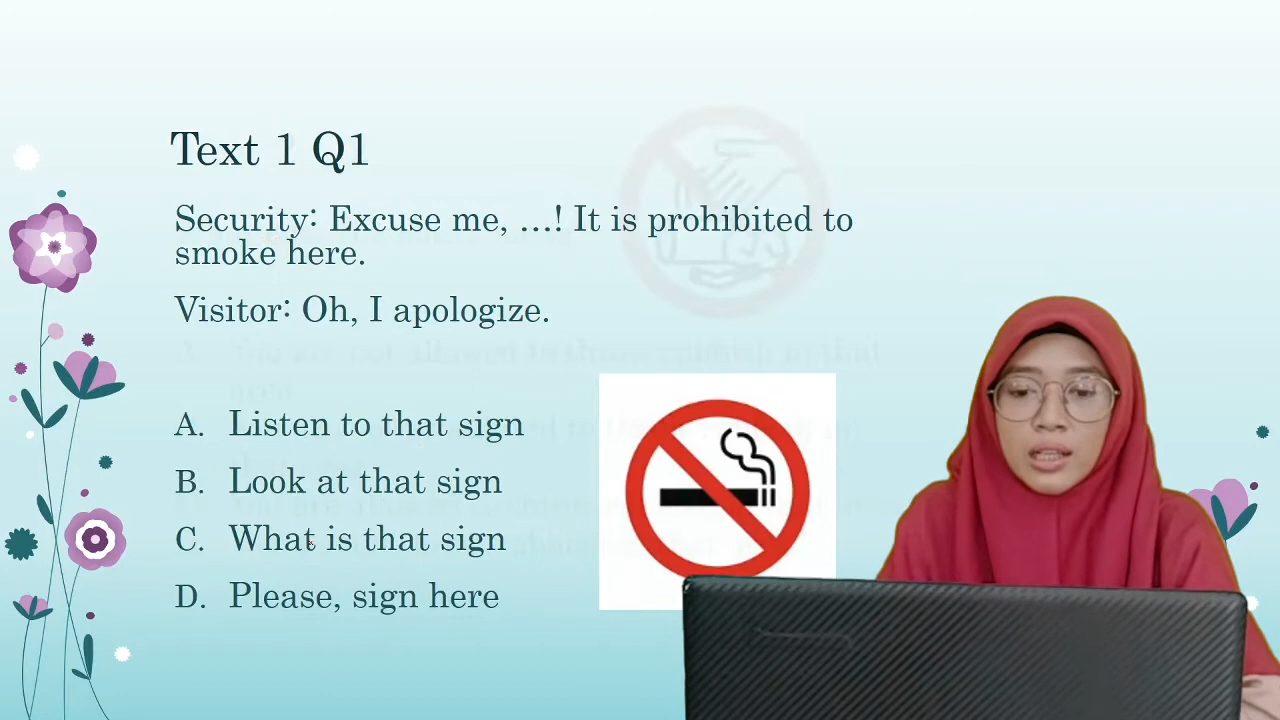 Text 1 Q1
Security: Excuse me, ...! It is prohibited to
smoke here.
Visitor: Oh, I apologize.
A. Listen to that sign
B. Look at that sign
C. What is that sign
D. Please, sign here